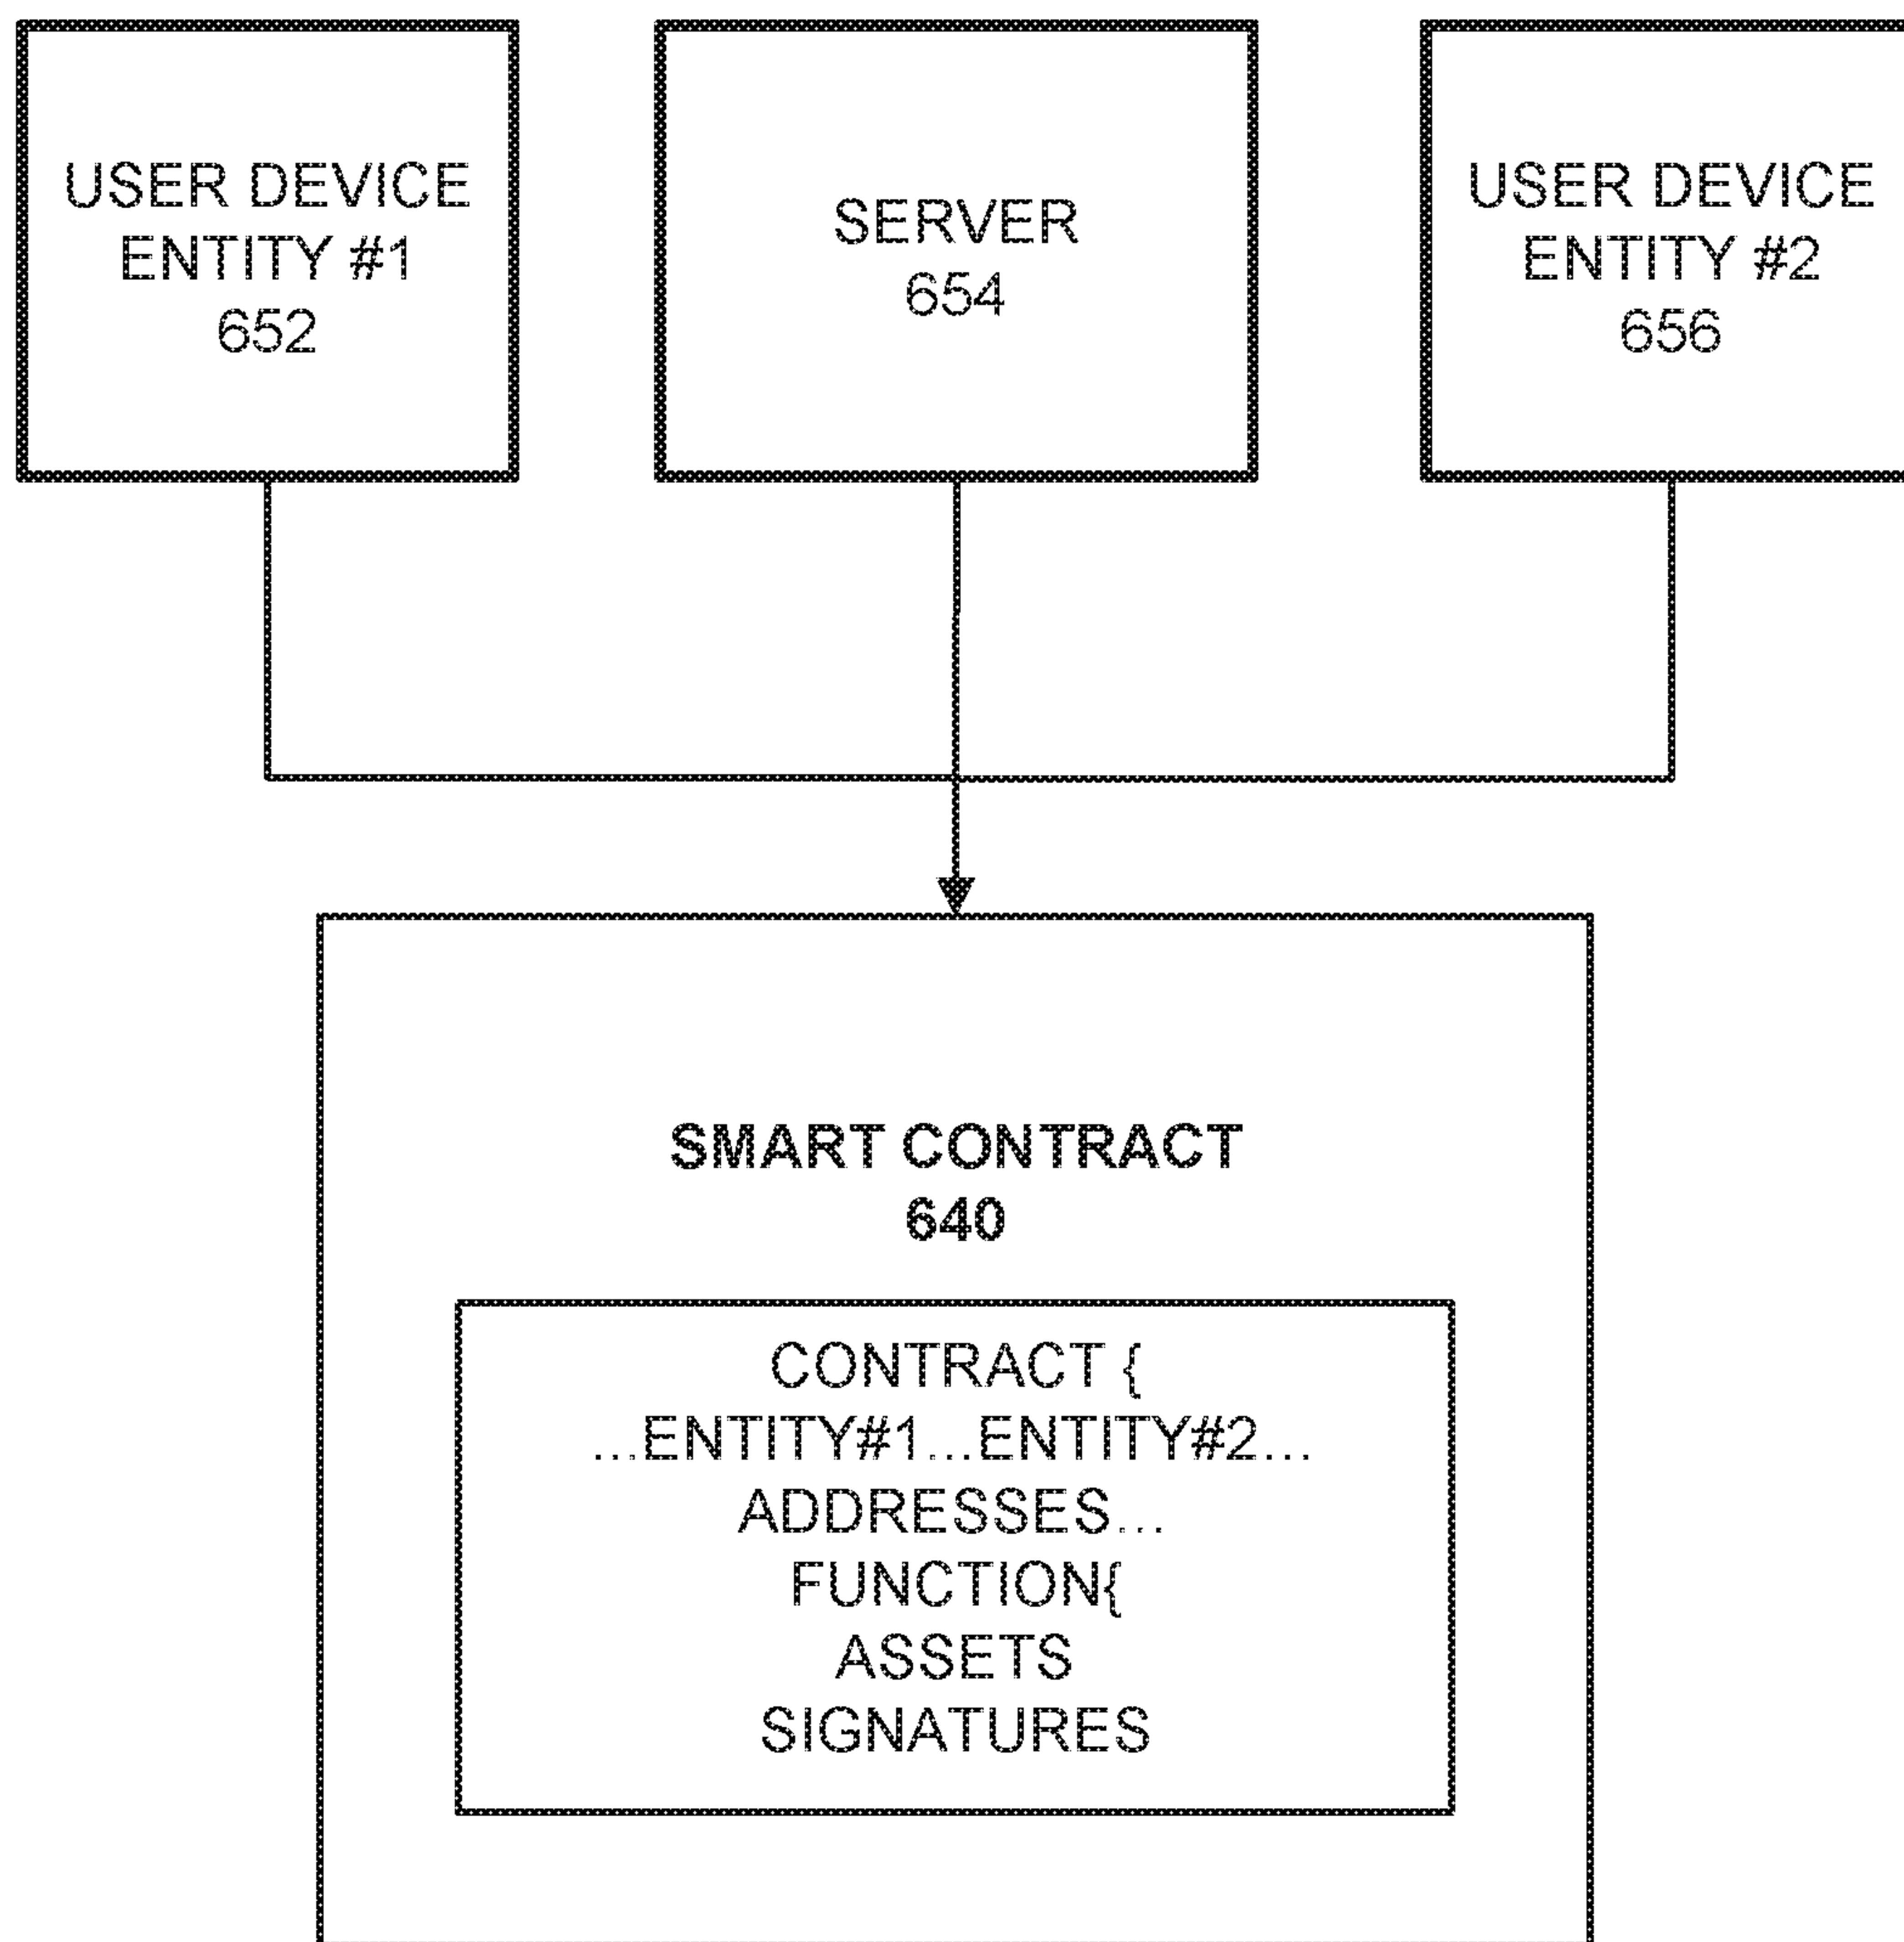 USER DEVICE
ENTITY #1
652
SERVER
654
USER DEVICE
ENTITY #2
656
SMART CONTRACT
640
CONTRACT {
...ENTITY#1...ENTITY#2...
ADDRESSES...
FUNCTION{
ASSETS
SIGNATURES